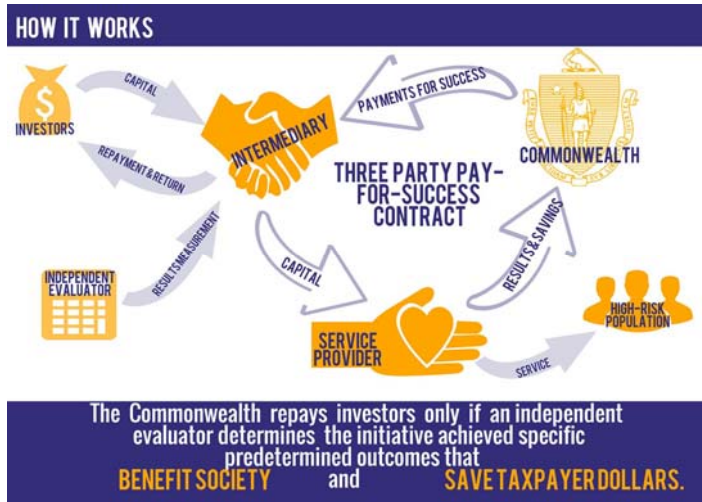 HOW IT WORKS
CAPITAL
INVESTORS
REPAYMENT & RETURN
INTERMEDIARY
PAYMENTS FOR SUCCESS
COMMONWEALTH
THREE PARTY PAY-
FOR-SUCCESS
CONTRACT
INDEPENDENT
EVALUATOR
RESULTS MEASUREMENT
CAPITAL
RESULTS & SAVINGS
SERVICE
PROVIDER
SERVICE
HIGH-RISK
POPULATION
The Commonwealth repays investors only if an independent
evaluator determines the initiative achieved specific
predetermined outcomes that
BENEFIT SOCIETY and SAVE TAXPAYER DOLLARS.